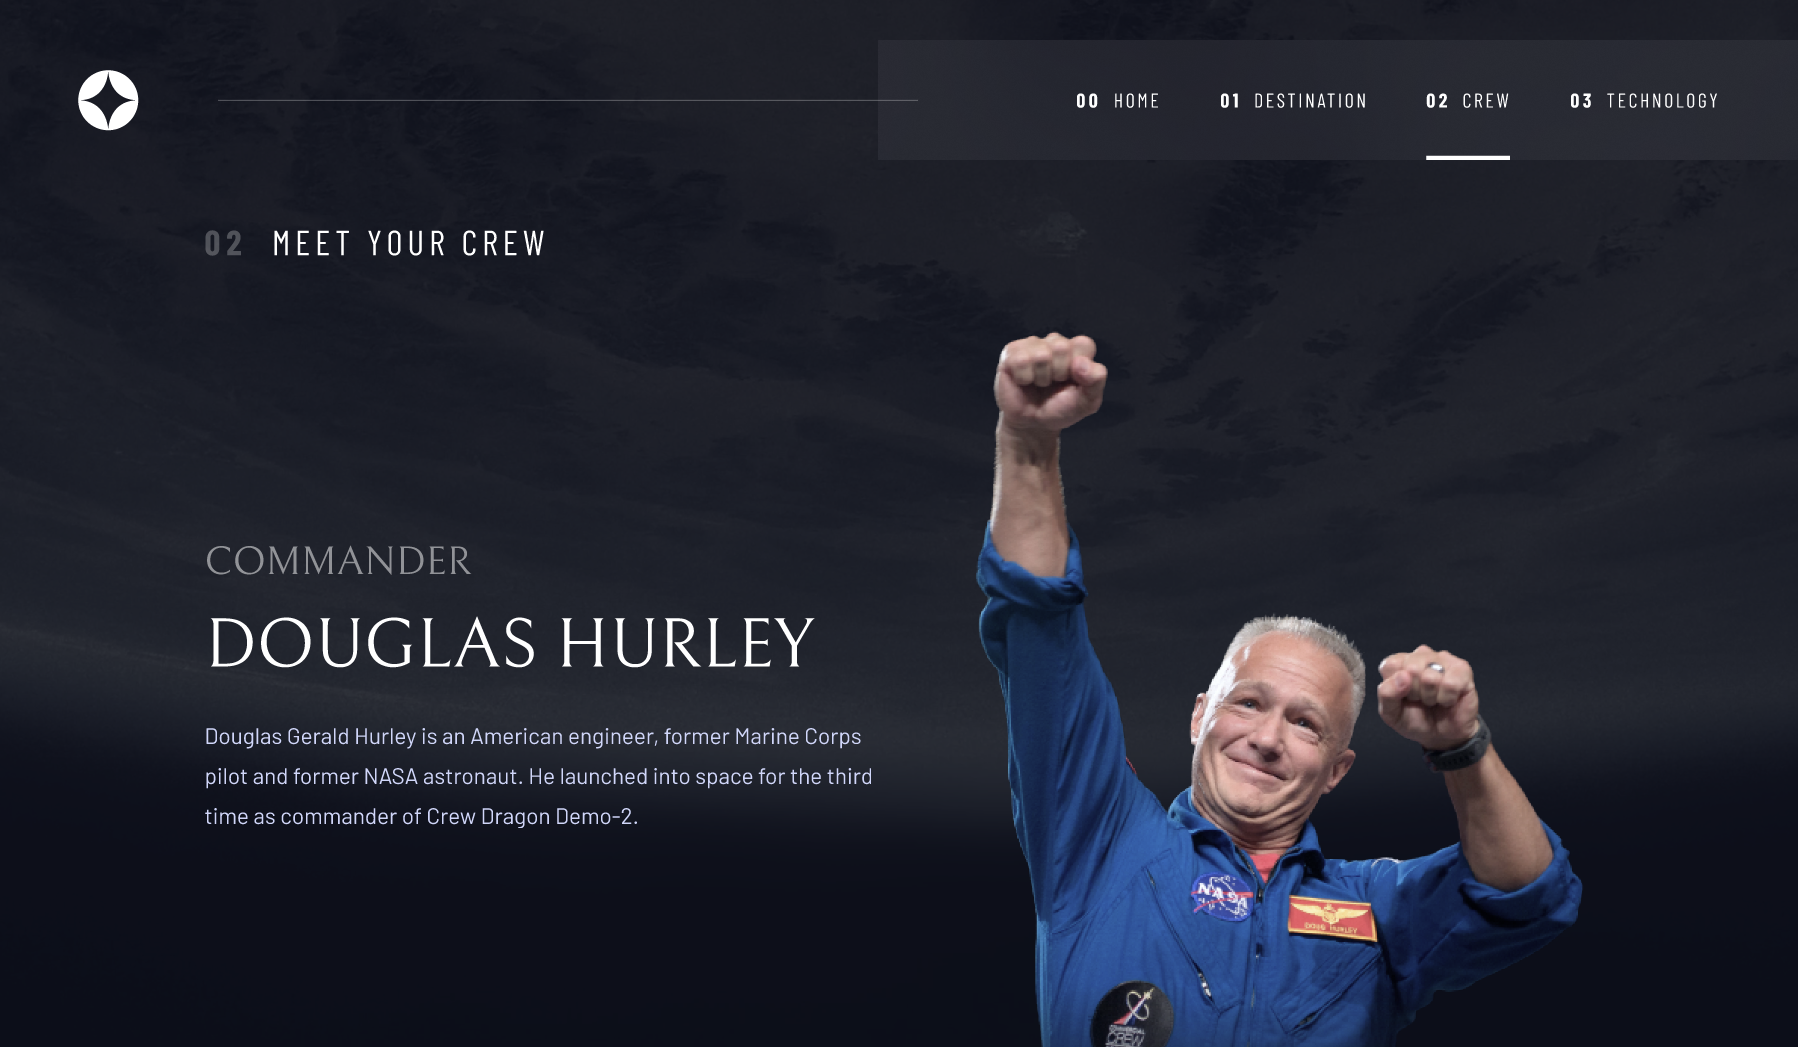 00 HOME 01 DESTINATION 02 CREW 03 TECHNOLOGY
02 MEET YOUR CREW
COMMANDER
DOUGLAS HURLEY
Douglas Gerald Hurley is an American engineer, former Marine Corps
pilot and former NASA astronaut. He launched into space for the third
time as commander of Crew Dragon Demo-2.
NASA
DOUG HURLEY
COMMERCIAL
CREW